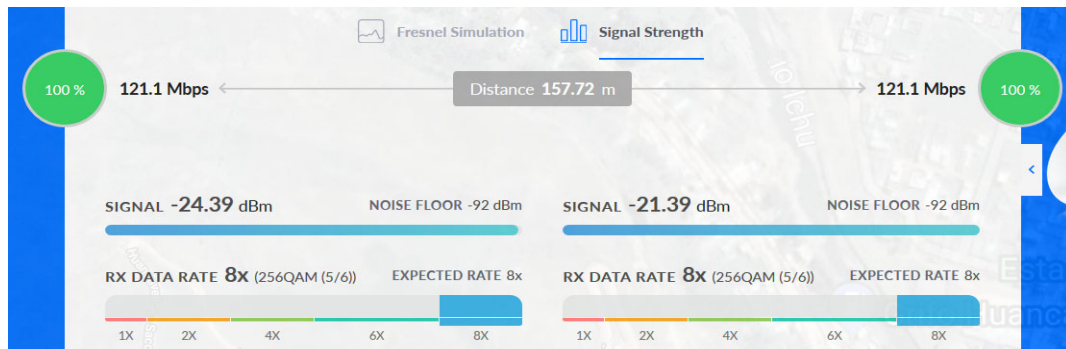 Fresnel Simulation Signal Strength
100 % 121.1 Mbps Distance 157.72 m 121.1 Mbps 100 %
SIGNAL -24.39 dBm NOISE FLOOR -92 dBm SIGNAL -21.39 dBm NOISE FLOOR -92 dBm
RX DATA RATE 8x (256QAM (5/6)) EXPECTED RATE 8x RX DATA RATE 8x (256QAM (5/6)) EXPECTED RATE 8x
1X 2X 4X 6X 8X 1X 2X 4X 6X 8X